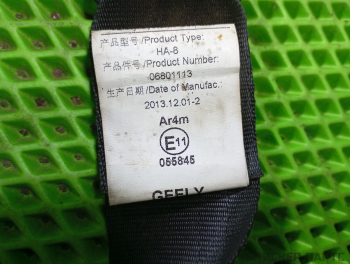 产品型号/Product Type:
HA-8
产品件号/Product Number:
06801113
生产日期/Date of Manufac.:
2013.12.01-2
Ar4m
E11
055845
GEELY